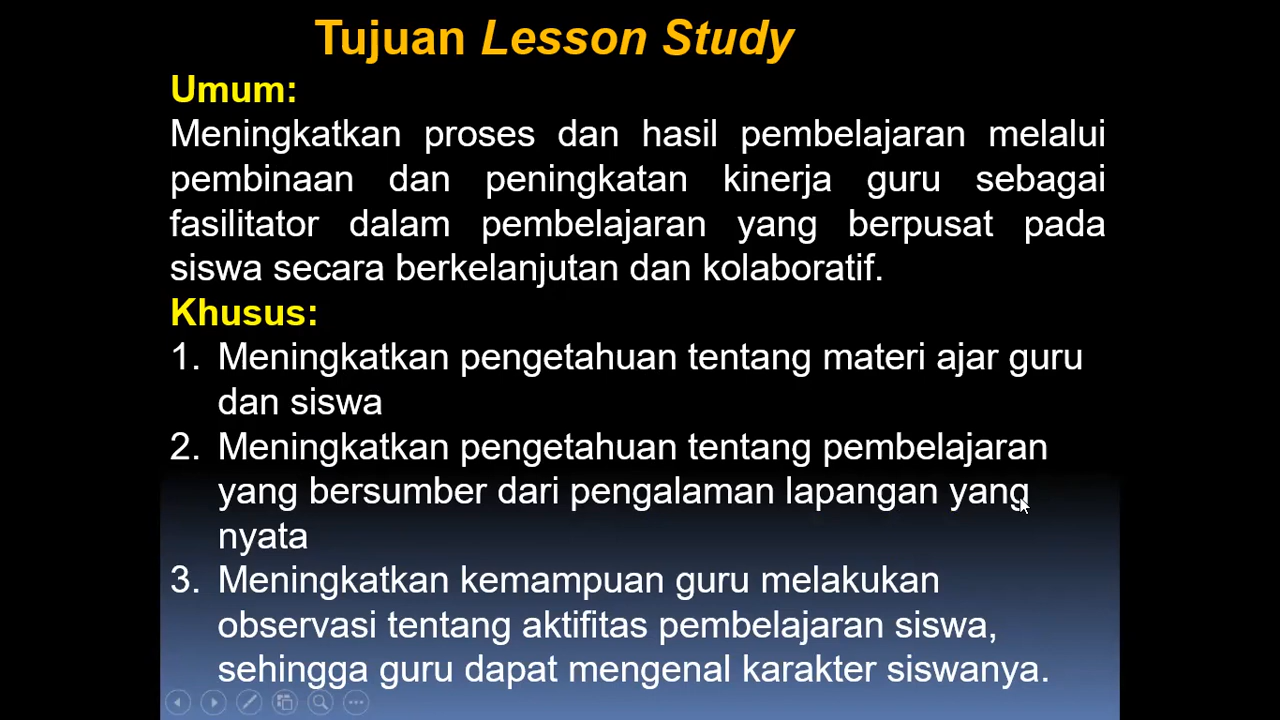 Tujuan Lesson Study
Umum:
Meningkatkan proses dan hasil pembelajaran melalui
pembinaan dan peningkatan kinerja guru sebagai
fasilitator dalam pembelajaran yang berpusat pada
siswa secara berkelanjutan dan kolaboratif.
Khusus:
1. Meningkatkan pengetahuan tentang materi ajar guru
dan siswa
2. Meningkatkan pengetahuan tentang pembelajaran
yang bersumber dari pengalaman lapangan yang
nyata
3. Meningkatkan kemampuan guru melakukan
observasi tentang aktifitas pembelajaran siswa,
sehingga guru dapat mengenal karakter siswanya.